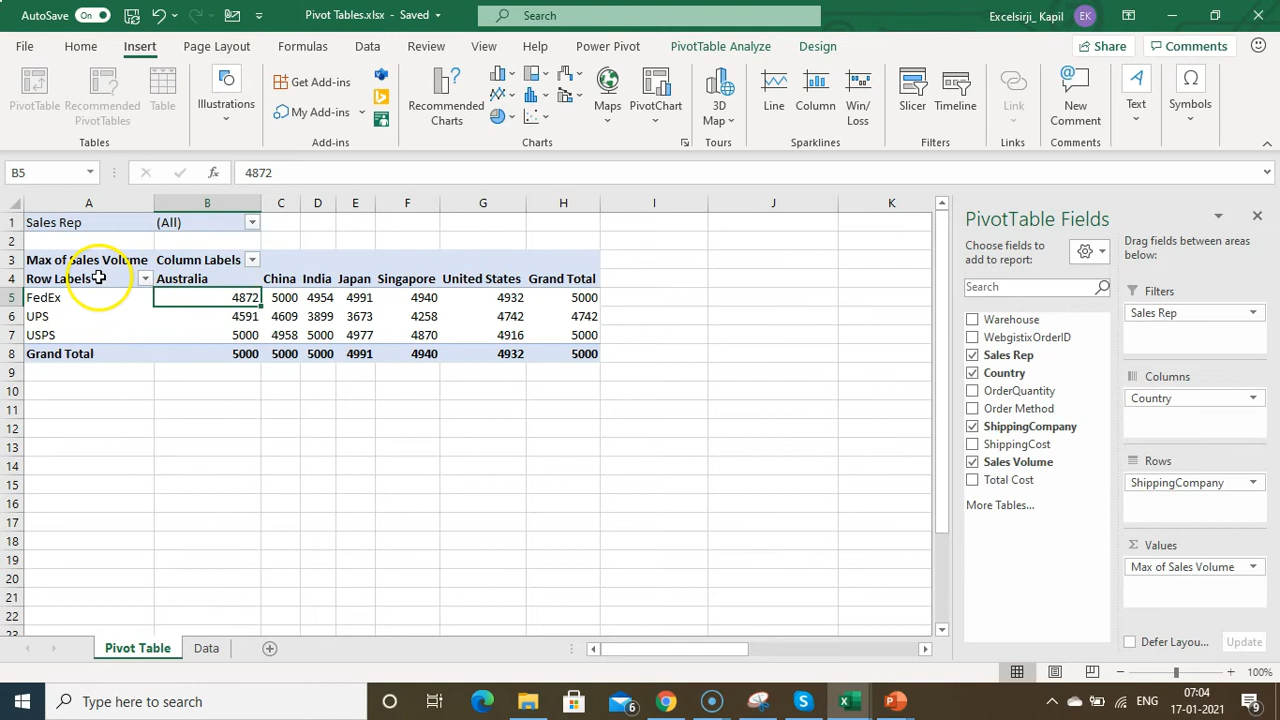 AutoSave On Pivot Tables.xlsx - Saved Search Excelsirji_ Kapil EK
File Home Insert Page Layout Formulas Data Review View Help Power Pivot PivotTable Analyze Design Share Comments
PivotTable Recommended PivotTables Table Illustrations Get Add-ins My Add-ins Recommended Charts Maps PivotChart 3D Map Line Column Win/Loss Slicer Timeline Link New Comment Text Symbols
Tables Add-ins Charts Tours Sparklines Filters Links Comments
B5 fx 4872
A B C D E F G H I J K
1 Sales Rep (All)
2
3 Max of Sales Volume Column Labels
4 Row Labels Australia China India Japan Singapore United States Grand Total
5 FedEx 4872 5000 4954 4991 4940 4932 5000
6 UPS 4591 4609 3899 3673 4258 4742 4742
7 USPS 5000 4958 5000 4977 4870 4916 5000
8 Grand Total 5000 5000 5000 4991 4940 4932 5000
9
10
11
12
13
14
15
16
17
18
19
20
21
22
23
PivotTable Fields
Choose fields to add to report:
Search
Warehouse
WebgistixOrderID
Sales Rep
Country
OrderQuantity
Order Method
ShippingCompany
ShippingCost
Sales Volume
Total Cost
More Tables...
Drag fields between areas below:
Filters
Sales Rep
Columns
Country
Rows
ShippingCompany
Σ Values
Max of Sales Volume
Defer Layou... Update
Pivot Table Data
100%
Type here to search 6 ENG 07:04
17-01-2021 9